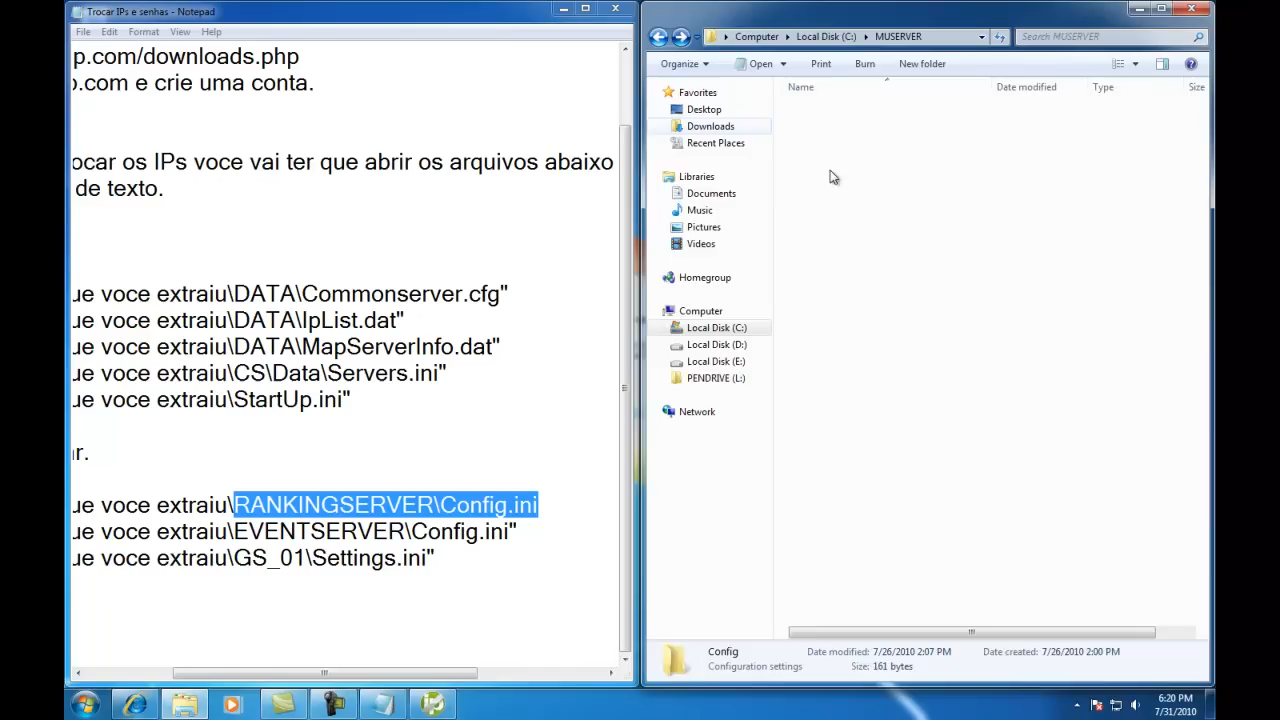 Trocar IPs e senhas - Notepad
File Edit Format View Help
p.com/downloads.php
o.com e crie uma conta.
ocar os IPs voce vai ter que abrir os arquivos abaixo
de texto.
ue voce extraiu\DATA\Commonserver.cfg"
ue voce extraiu\DATA\IpList.dat"
ue voce extraiu\DATA\MapServerInfo.dat"
ue voce extraiu\CS\Data\Servers.ini"
ue voce extraiu\StartUp.ini"
ar.
ue voce extraiu\RANKINGSERVER\Config.ini
ue voce extraiu\EVENTSERVER\Config.ini"
ue voce extraiu\GS_01\Settings.ini"
Computer Local Disk (C:) MUSERVER Search MUSERVER
Organize Open Print Burn New folder
Name Date modified Type Size
Favorites
Desktop
Downloads
Recent Places
Libraries
Documents
Music
Pictures
Videos
Homegroup
Computer
Local Disk (C:)
Local Disk (D:)
Local Disk (E:)
PENDRIVE (L:)
Network
Config Date modified: 7/26/2010 2:07 PM Date created: 7/26/2010 2:00 PM
Configuration settings Size: 161 bytes
6:20 PM
7/31/2010